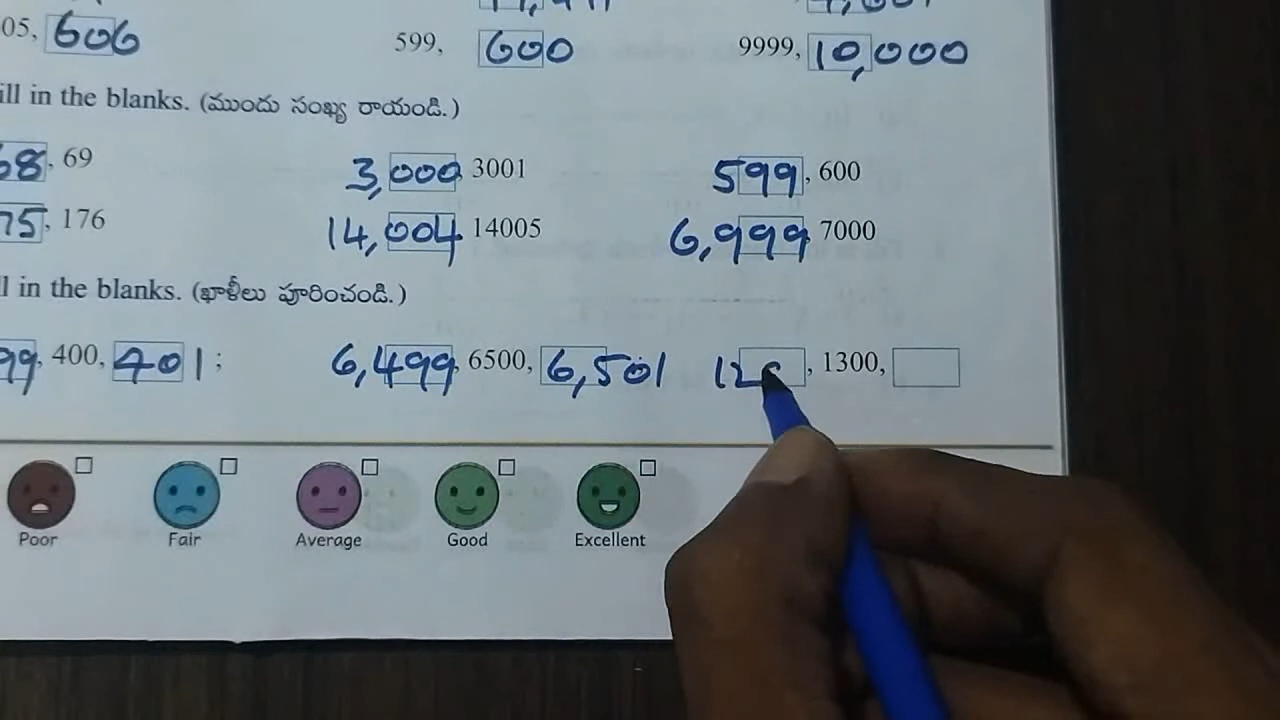 05, 606 599, 600 9999, 10,000
ill in the blanks. (ముందు సంఖ్య రాయండి.)
68, 69 3,000, 3001 599, 600
75, 176 14,004, 14005 6,999, 7000
l in the blanks. (ఖాళీలు పూరించండి.)
99, 400, 401; 6,499, 6500, 6,501 12 , 1300,
Poor Fair Average Good Excellent